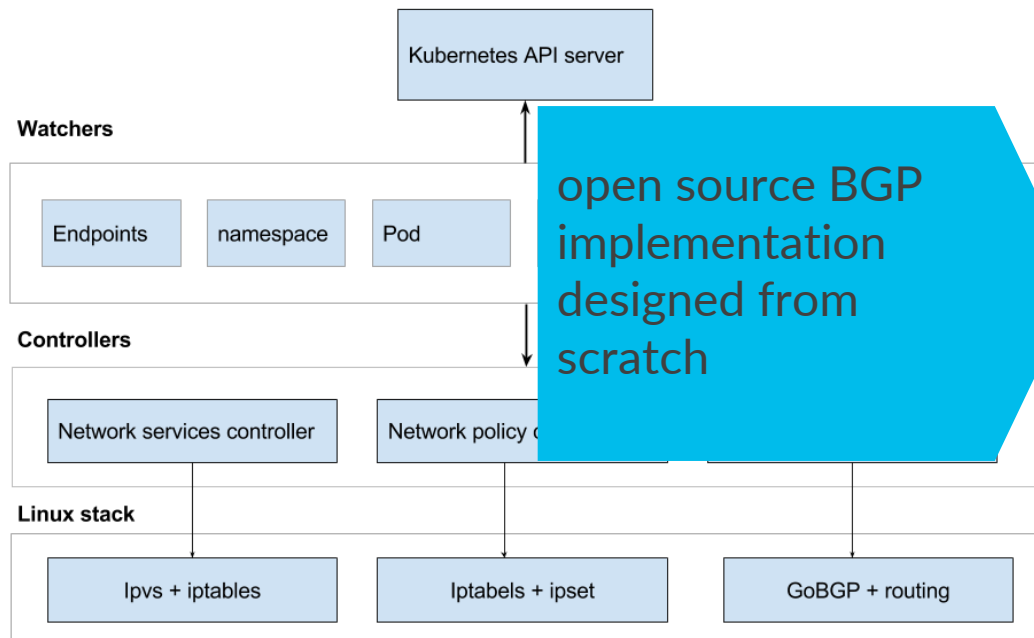 Kubernetes API server
Watchers
Endpoints
namespace
Pod
open source BGP
implementation
designed from
scratch
Controllers
Network services controller
Network policy
Linux stack
Ipvs + iptables
Iptabels + ipset
GoBGP + routing